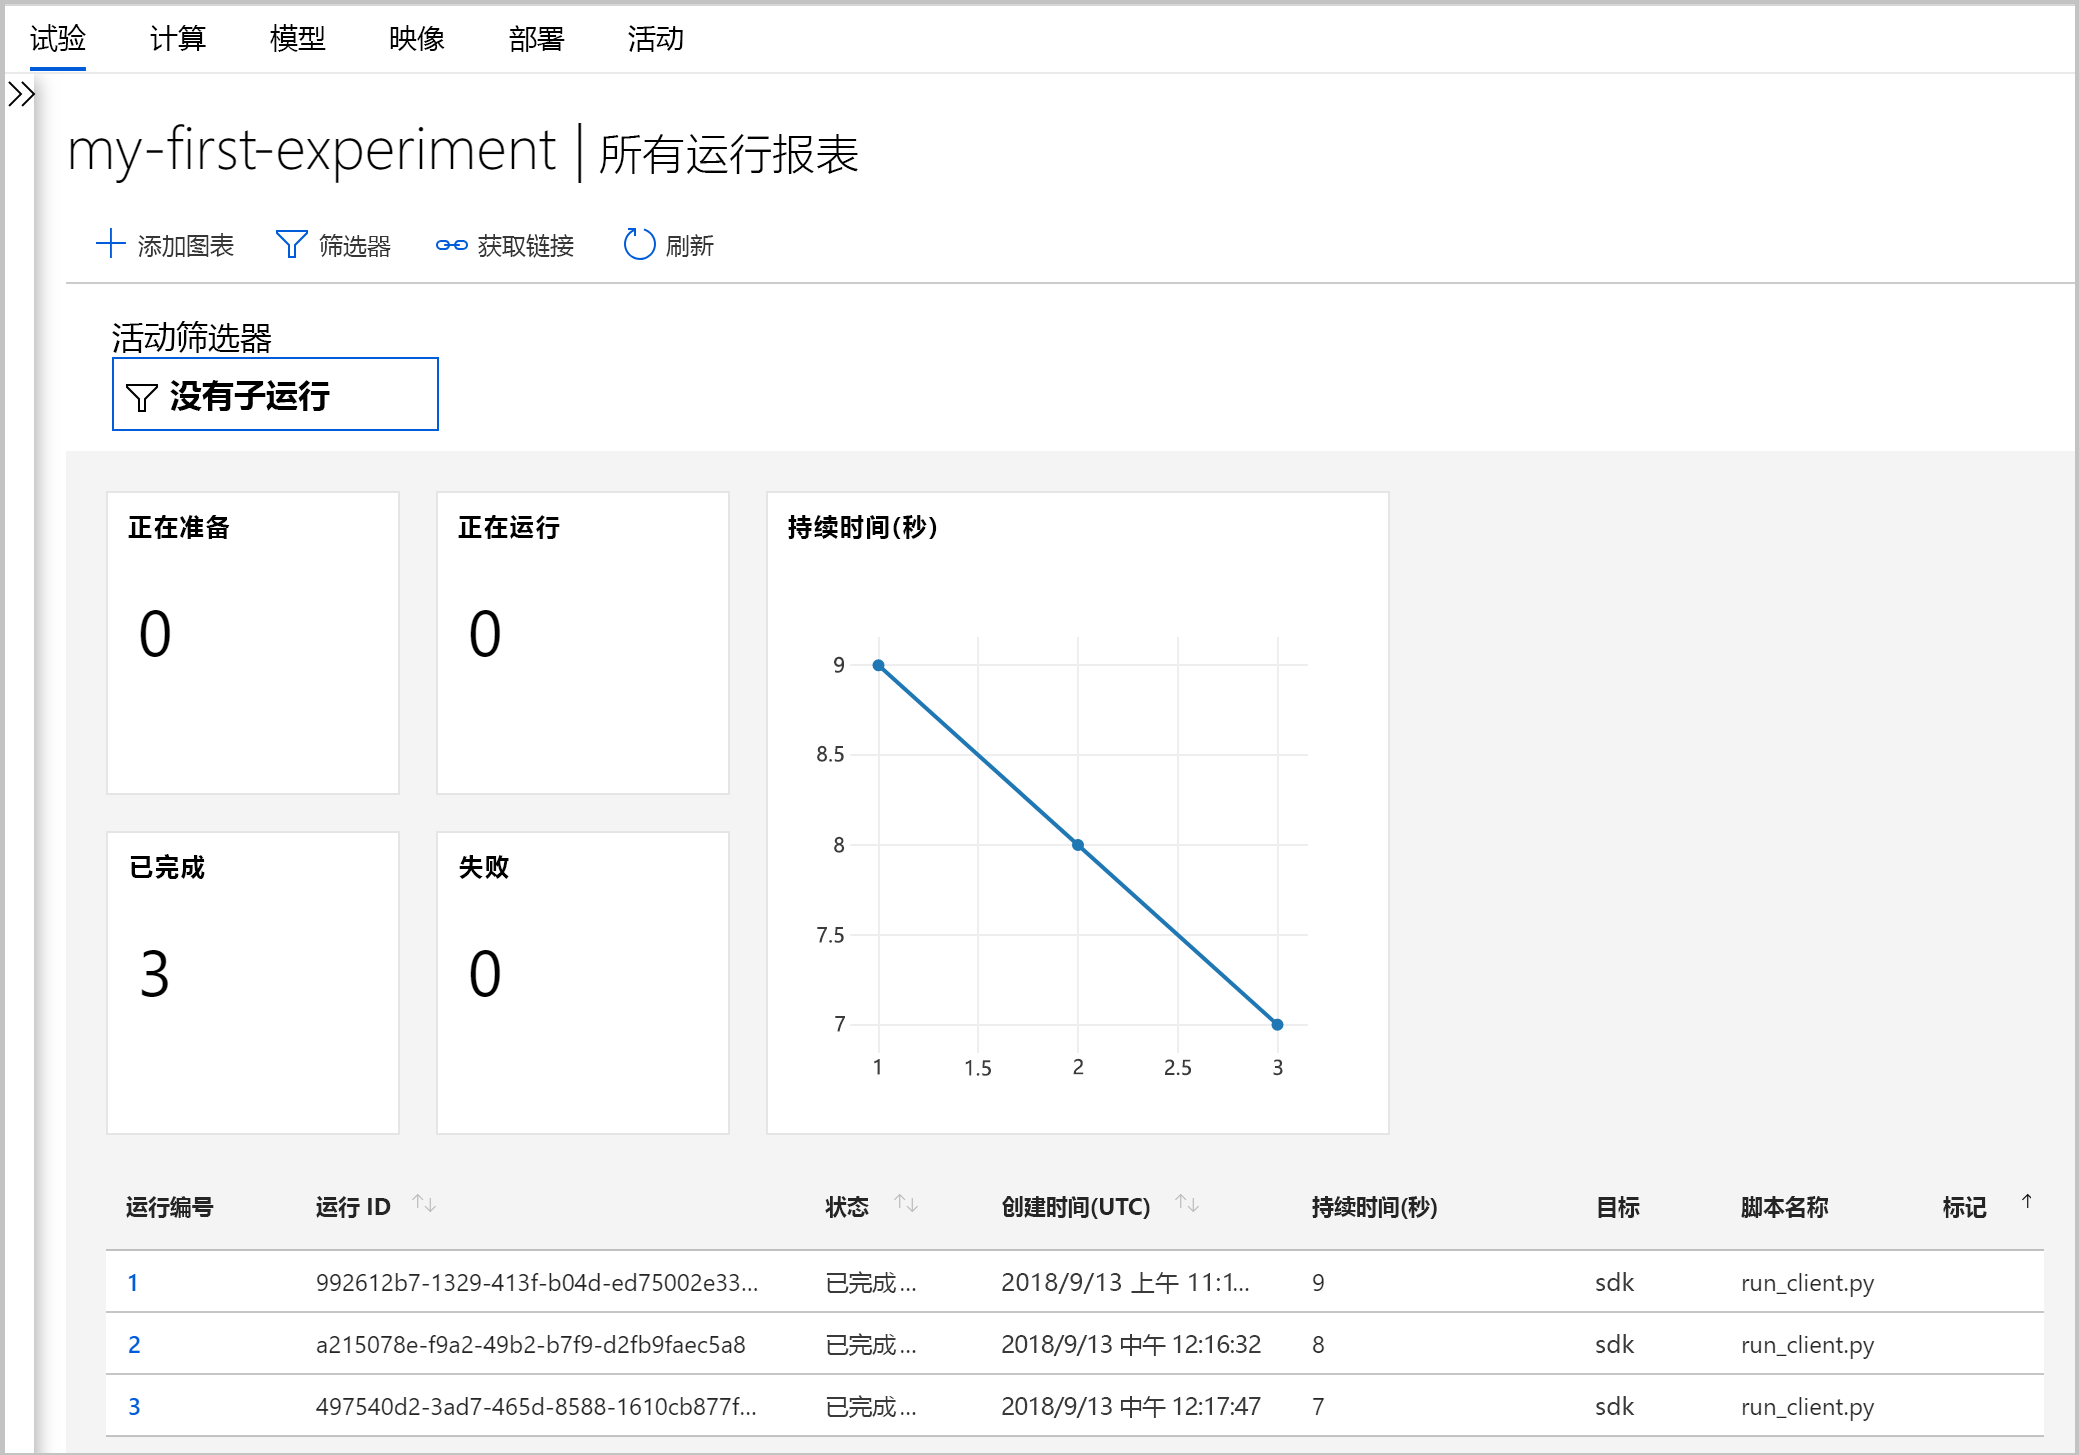 试验 计算 模型 映像 部署 活动
my-first-experiment | 所有运行报表
添加图表 筛选器 获取链接 刷新
活动筛选器
没有子运行
正在准备 正在运行 持续时间(秒)
0 0
9
8.5
8
7.5
7
1 1.5 2 2.5 3
已完成 失败
3 0
运行编号 运行 ID 状态 创建时间(UTC) 持续时间(秒) 目标 脚本名称 标记
1 992612b7-1329-413f-b04d-ed75002e33... 已完成... 2018/9/13 上午 11:1... 9 sdk run_client.py
2 a215078e-f9a2-49b2-b7f9-d2fb9faec5a8 已完成... 2018/9/13 中午 12:16:32 8 sdk run_client.py
3 497540d2-3ad7-465d-8588-1610cb877f... 已完成... 2018/9/13 中午 12:17:47 7 sdk run_client.py